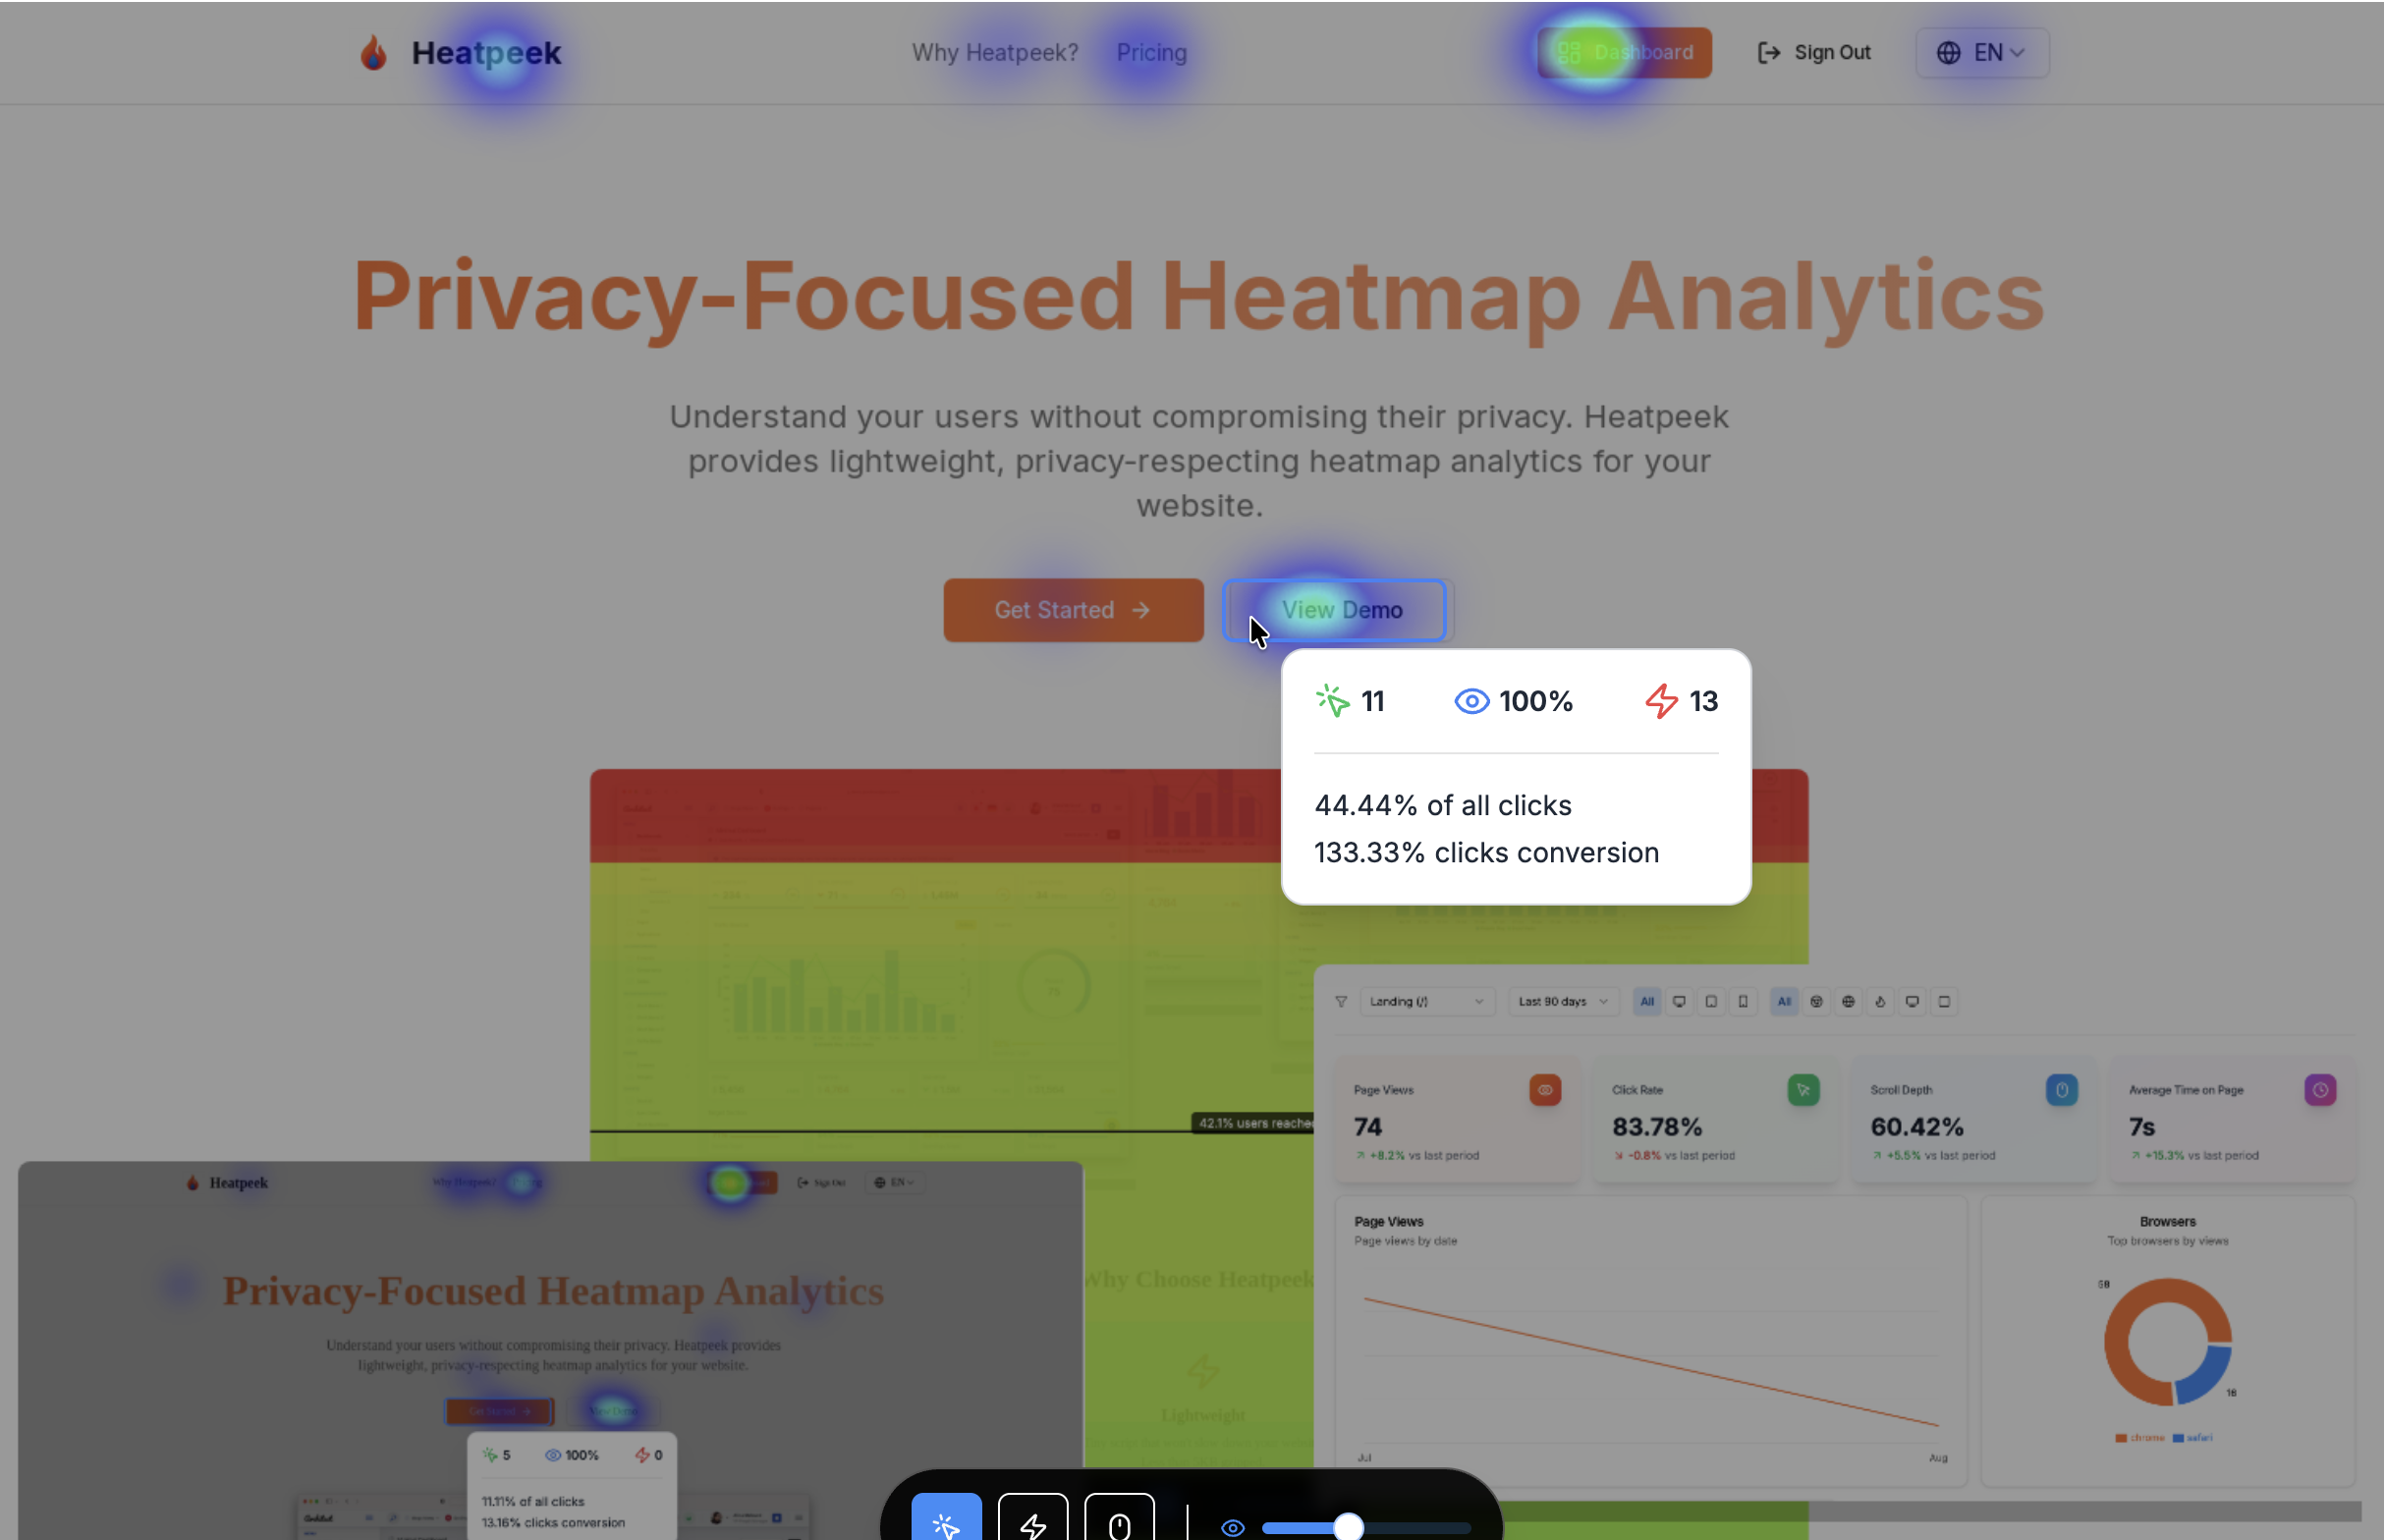 Heatpeek
Why Heatpeek?
Pricing
Dashboard
Sign Out
EN
Privacy-Focused Heatmap Analytics
Understand your users without compromising their privacy. Heatpeek
provides lightweight, privacy-respecting heatmap analytics for your
website.
Get Started
View Demo
11
100%
13
44.44% of all clicks
133.33% clicks conversion
42.1% users reached
Landing (/)
Last 90 days
All
All
Page Views
74
+8.2% vs last period
Click Rate
83.78%
-0.8% vs last period
Scroll Depth
60.42%
+5.5% vs last period
Average Time on Page
7s
+15.3% vs last period
Page Views
Page views by date
Jul
Aug
Browsers
Top browsers by views
58
16
chrome
safari
Heatpeek
Why Heatpeek?
Sign Out
EN
Privacy-Focused Heatmap Analytics
Understand your users without compromising their privacy. Heatpeek provides
lightweight, privacy-respecting heatmap analytics for your website.
Get Started
View Demo
5
100%
0
11.11% of all clicks
13.16% clicks conversion
Why Choose Heatpeek
Lightweight